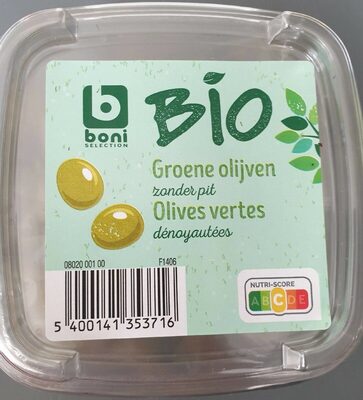 BIO
boni
SELECTION
Groene olijven
zonder pit
Olives vertes
dénoyautées
08020 001 00 F1406
5 400141 353716
NUTRI-SCORE
A B C D E